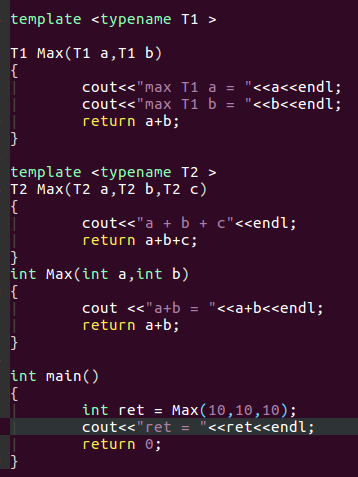 template <typename T1 >
T1 Max(T1 a,T1 b)
{
cout<<"max T1 a = "<<a<<endl;
cout<<"max T1 b = "<<b<<endl;
return a+b;
}
template <typename T2 >
T2 Max(T2 a,T2 b,T2 c)
{
cout<<"a + b + c"<<endl;
return a+b+c;
}
int Max(int a,int b)
{
cout <<"a+b = "<<a+b<<endl;
return a+b;
}
int main()
{
int ret = Max(10,10,10);
cout<<"ret = "<<ret<<endl;
return 0;
}